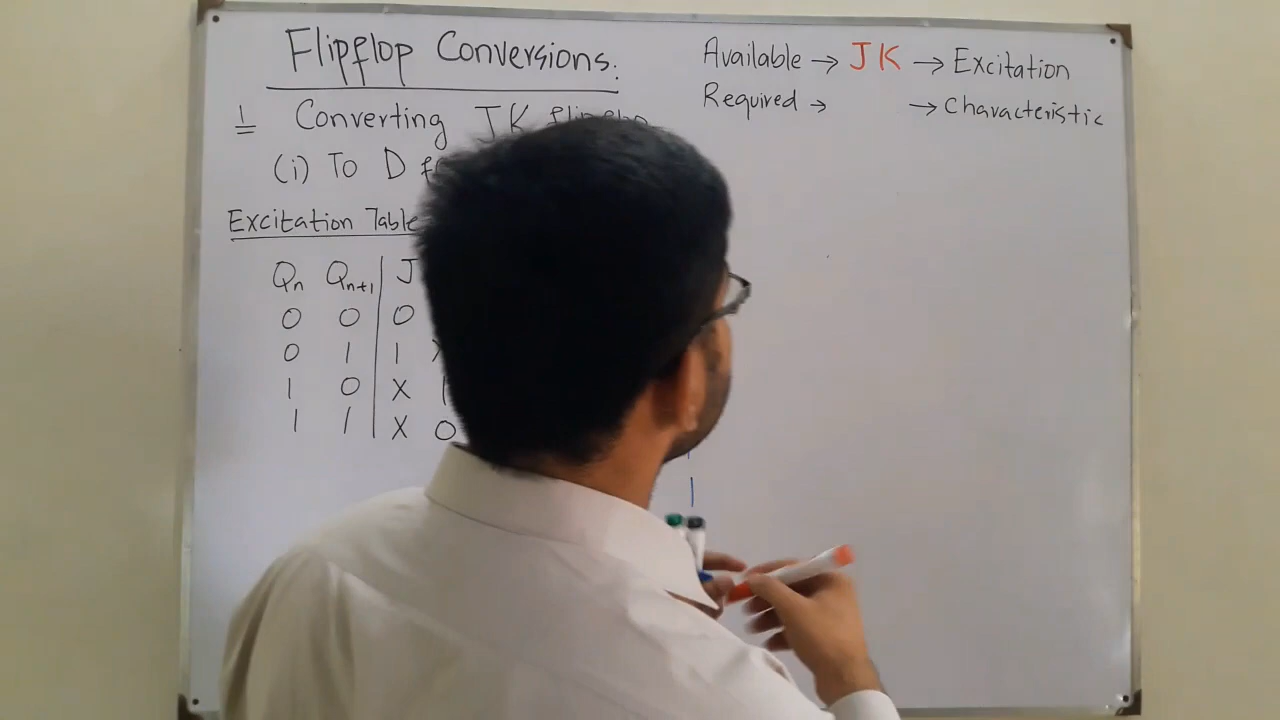 Flipflop Conversions.
1 Converting JK flipflop
(i) To D f
Excitation Table
Qn Qn+1 | J
0 0 | 0
0 1 | 1 X
1 0 | X 1
1 1 | X 0
Available → JK → Excitation
Required → → Characteristic